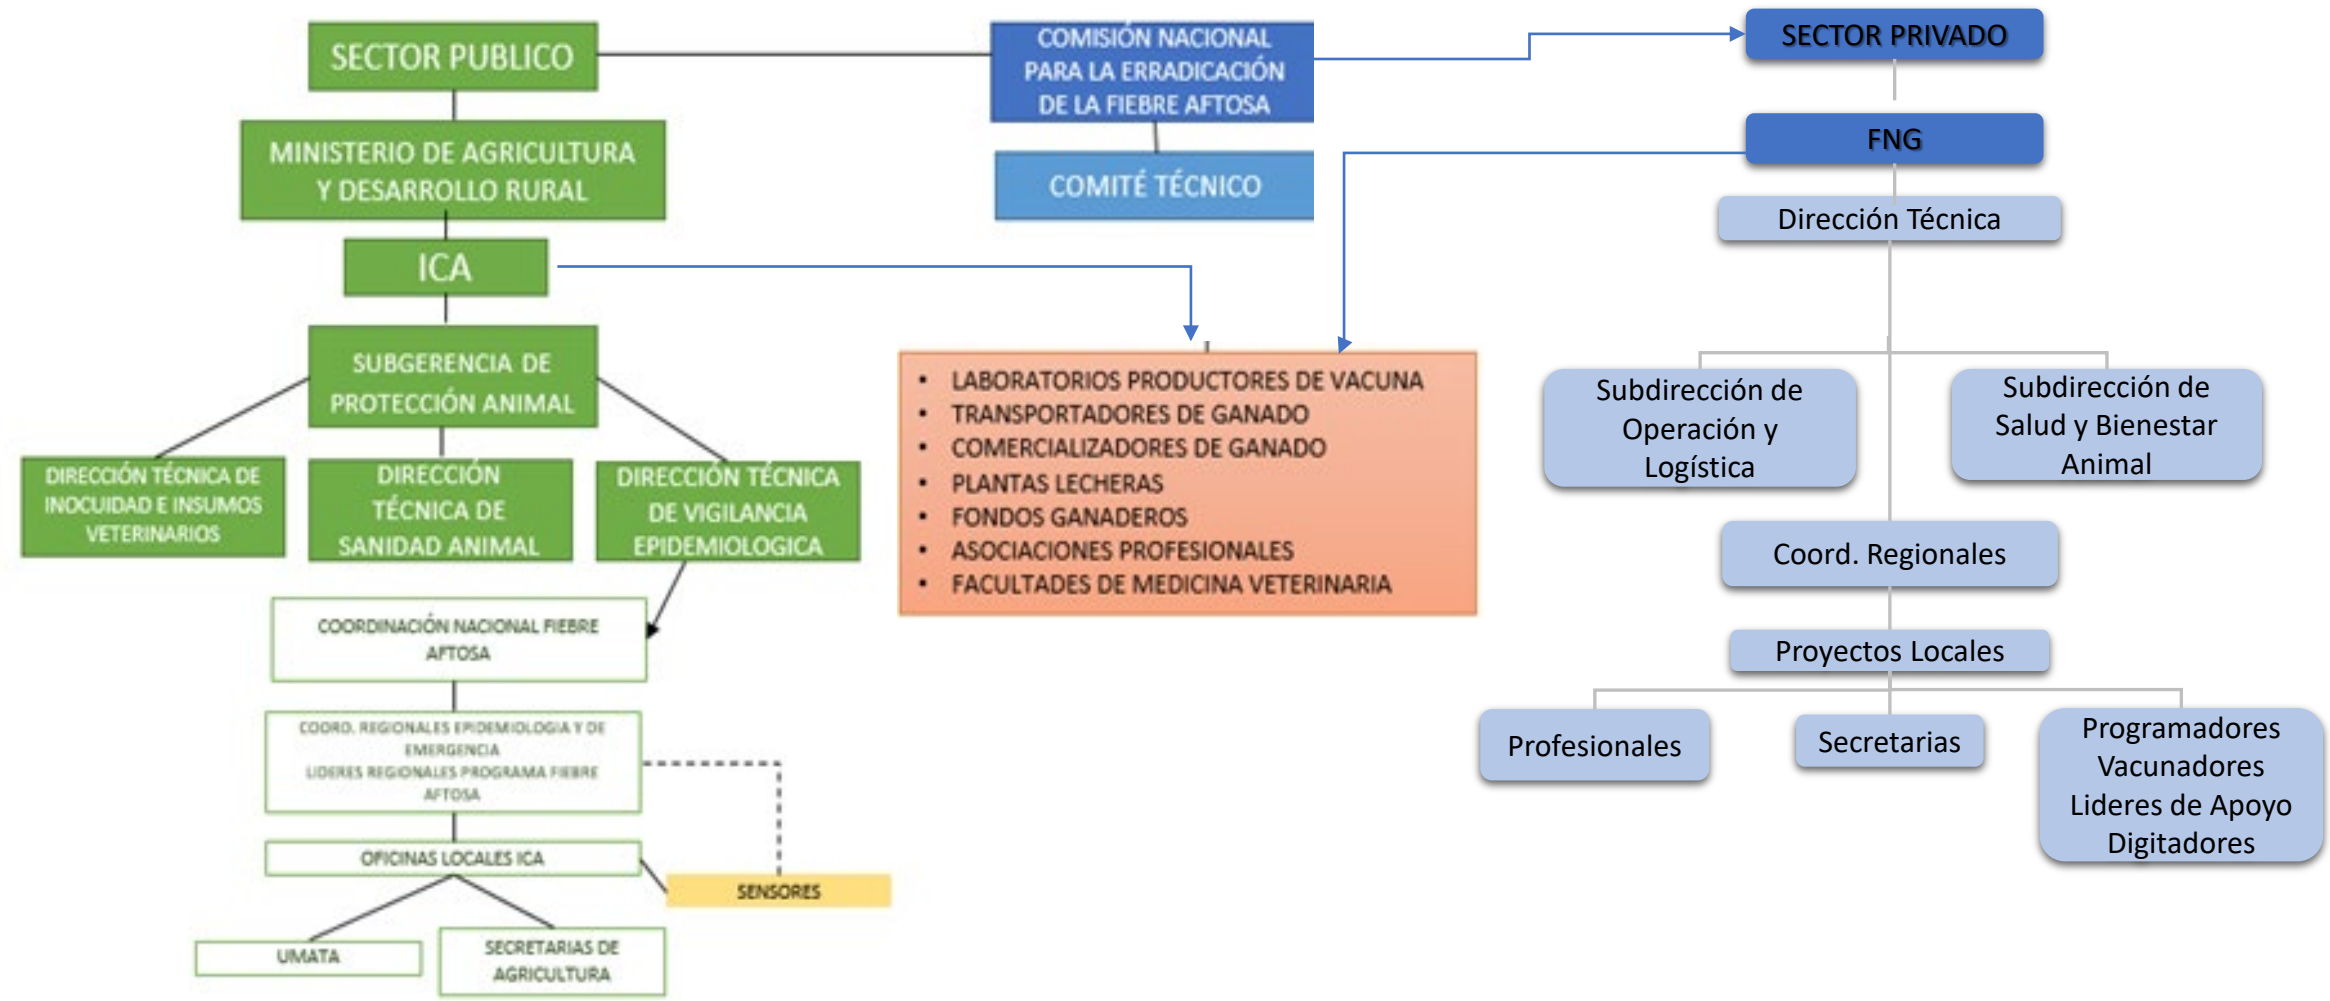 SECTOR PUBLICO
COMISIÓN NACIONAL
PARA LA ERRADICACIÓN
DE LA FIEBRE AFTOSA
SECTOR PRIVADO
MINISTERIO DE AGRICULTURA
Y DESARROLLO RURAL
COMITÉ TÉCNICO
FNG
Dirección Técnica
ICA
SUBGERENCIA DE
PROTECCIÓN ANIMAL
DIRECCIÓN TÉCNICA DE
INOCUIDAD E INSUMOS
VETERINARIOS
DIRECCIÓN
TÉCNICA DE
SANIDAD ANIMAL
DIRECCIÓN TÉCNICA
DE VIGILANCIA
EPIDEMIOLOGICA
• LABORATORIOS PRODUCTORES DE VACUNA
• TRANSPORTADORES DE GANADO
• COMERCIALIZADORES DE GANADO
• PLANTAS LECHERAS
• FONDOS GANADEROS
• ASOCIACIONES PROFESIONALES
• FACULTADES DE MEDICINA VETERINARIA
Subdirección de
Operación y
Logística
Subdirección de
Salud y Bienestar
Animal
Coord. Regionales
Proyectos Locales
Profesionales
Secretarias
Programadores
Vacunadores
Lideres de Apoyo
Digitadores
COORDINACIÓN NACIONAL FIEBRE
AFTOSA
COORD. REGIONALES EPIDEMIOLOGIA Y DE
EMERGENCIA
LIDERES REGIONALES PROGRAMA FIEBRE
AFTOSA
OFICINAS LOCALES ICA
SENSORES
UMATA
SECRETARIAS DE
AGRICULTURA